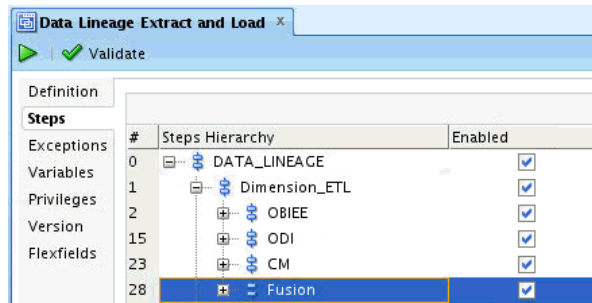 Data Lineage Extract and Load x
Validate
Definition
Steps
Exceptions
Variables
Privileges
Version
Flexfields
# Steps Hierarchy Enabled
0 DATA_LINEAGE
1 Dimension_ETL
2 OBIEE
15 ODI
23 CM
28 Fusion